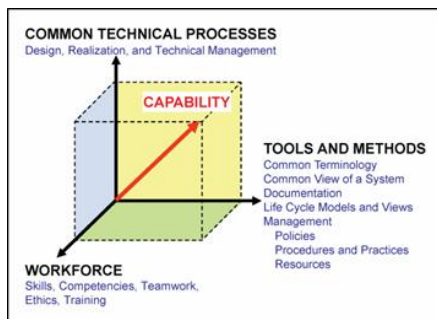 COMMON TECHNICAL PROCESSES
Design, Realization, and Technical Management
CAPABILITY
TOOLS AND METHODS
Common Terminology
Common View of a System
Documentation
Life Cycle Models and Views
Management
Policies
Procedures and Practices
Resources
WORKFORCE
Skills, Competencies, Teamwork,
Ethics, Training